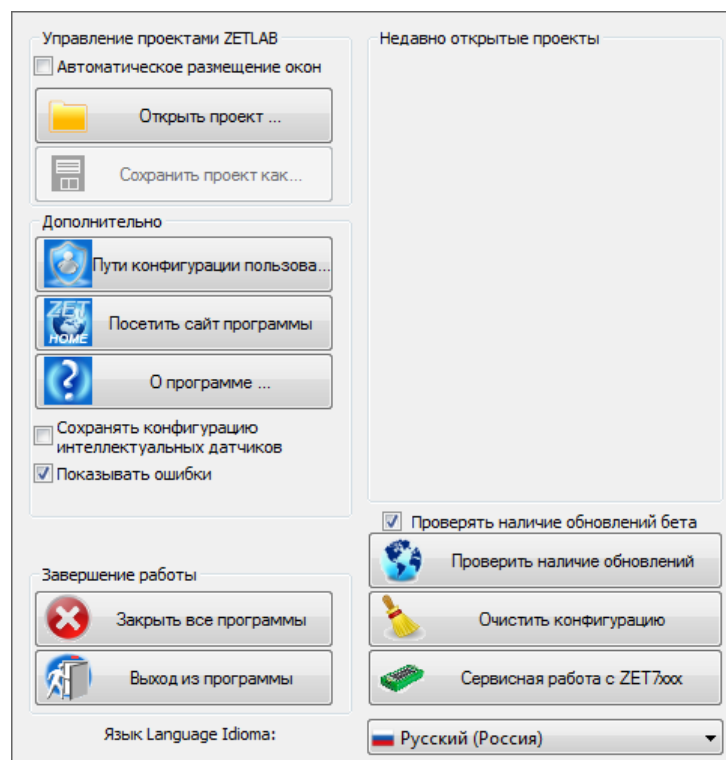 Управление проектами ZETLAB
Автоматическое размещение окон
Открыть проект ...
Сохранить проект как...
Дополнительно
Пути конфигурации пользова...
ZET
HOME
Посетить сайт программы
О программе ...
Сохранять конфигурацию
интеллектуальных датчиков
Показывать ошибки
Завершение работы
Закрыть все программы
Выход из программы
Язык Language Idioma:
Недавно открытые проекты
Проверять наличие обновлений бета
Проверить наличие обновлений
Очистить конфигурацию
Сервисная работа с ZET7xxx
Русский (Россия)